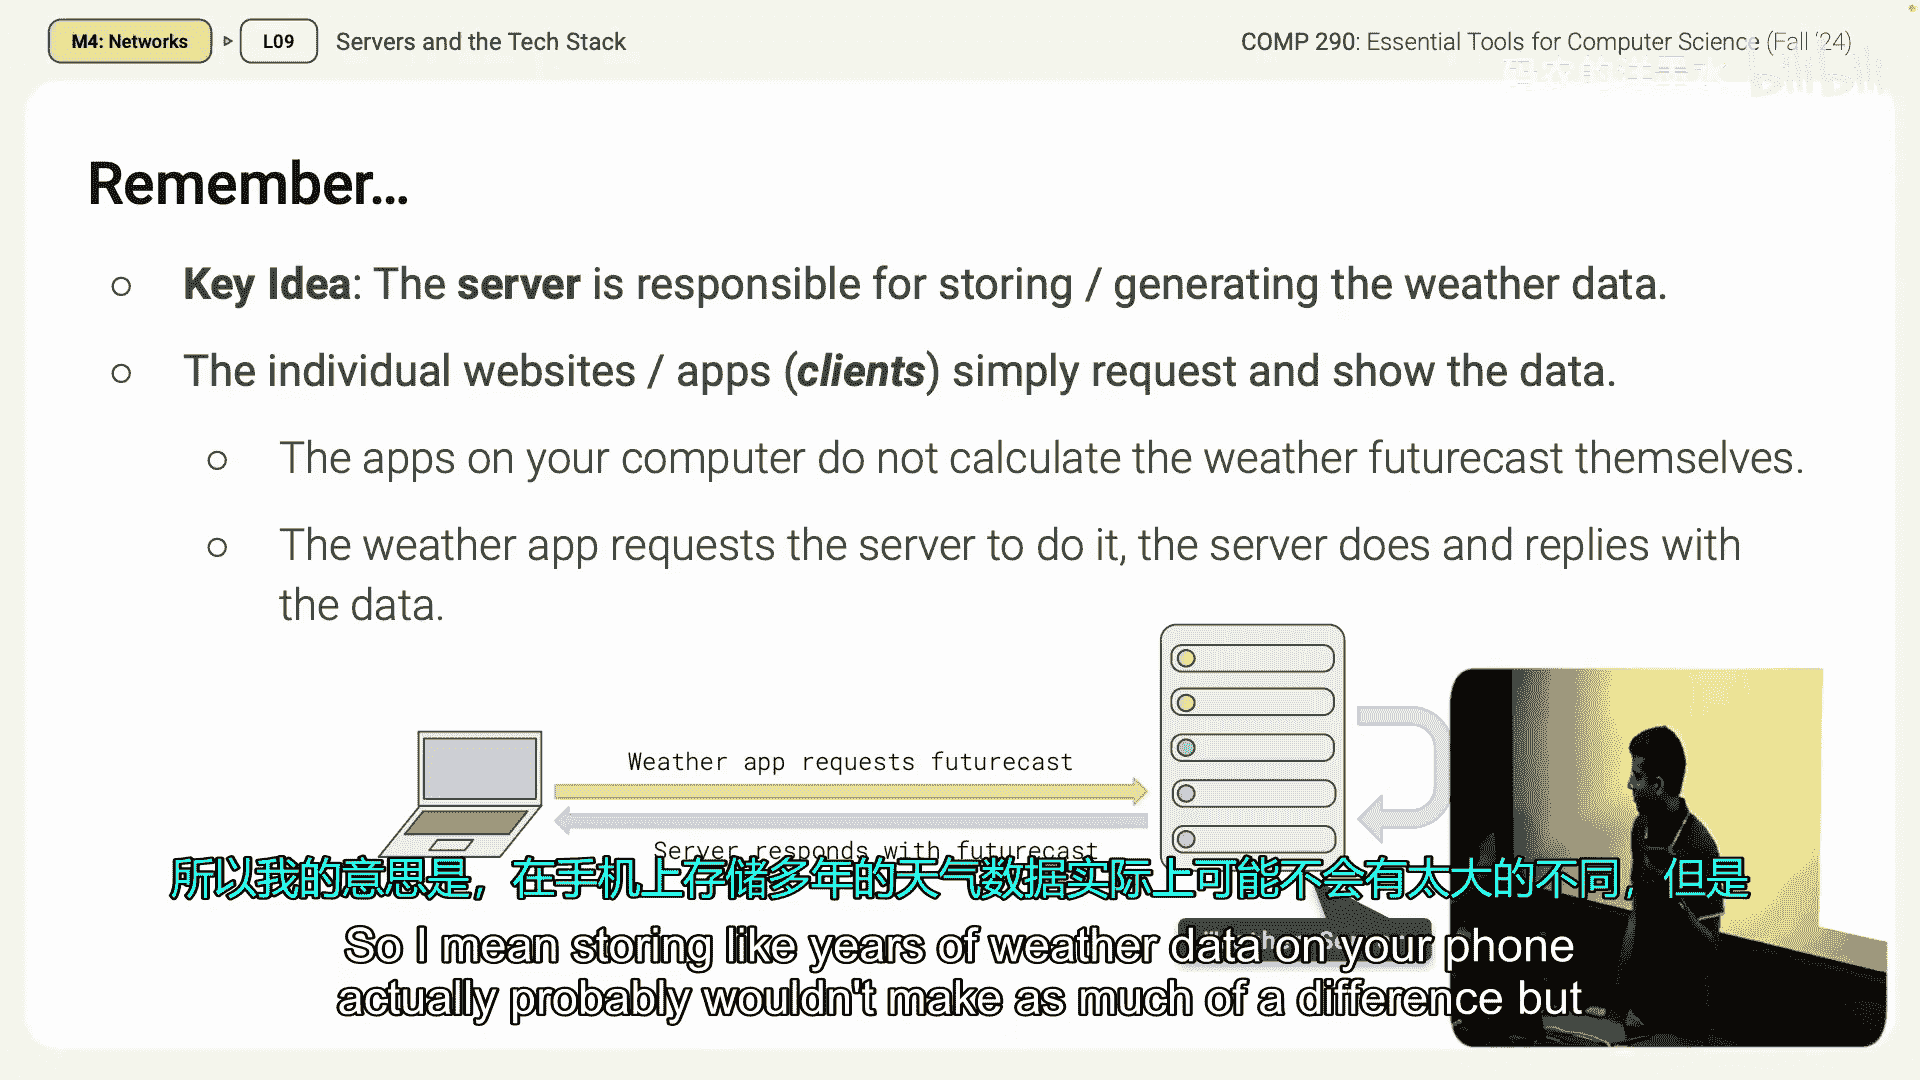 M4: Networks
L09
Servers and the Tech Stack
COMP 290: Essential Tools for Computer Science (Fall '24)
Remember...
Key Idea: The server is responsible for storing / generating the weather data.
The individual websites / apps (clients) simply request and show the data.
The apps on your computer do not calculate the weather futurecast themselves.
The weather app requests the server to do it, the server does and replies with
the data.
Weather app requests futurecast
Server responds with futurecast
所以我的意思是，在手机上存储多年的天气数据实际上可能不会有太大的不同，但是
So I mean storing like years of weather data on your phone
actually probably wouldn't make as much of a difference but